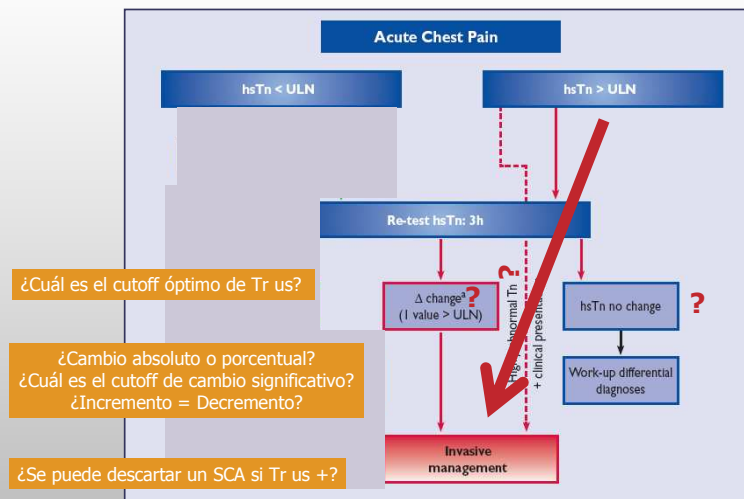 Acute Chest Pain
hsTn < ULN
hsTn > ULN
Re-test hsTn: 3h
¿Cuál es el cutoff óptimo de Tr us?
Δ change
(1 value > ULN)
?
abnormal Tn
?
+ clinical
hsTn no change
?
¿Cambio absoluto o porcentual?
¿Cuál es el cutoff de cambio significativo?
¿Incremento = Decremento?
Work-up differential
diagnoses
Invasive
management
¿Se puede descartar un SCA si Tr us +?